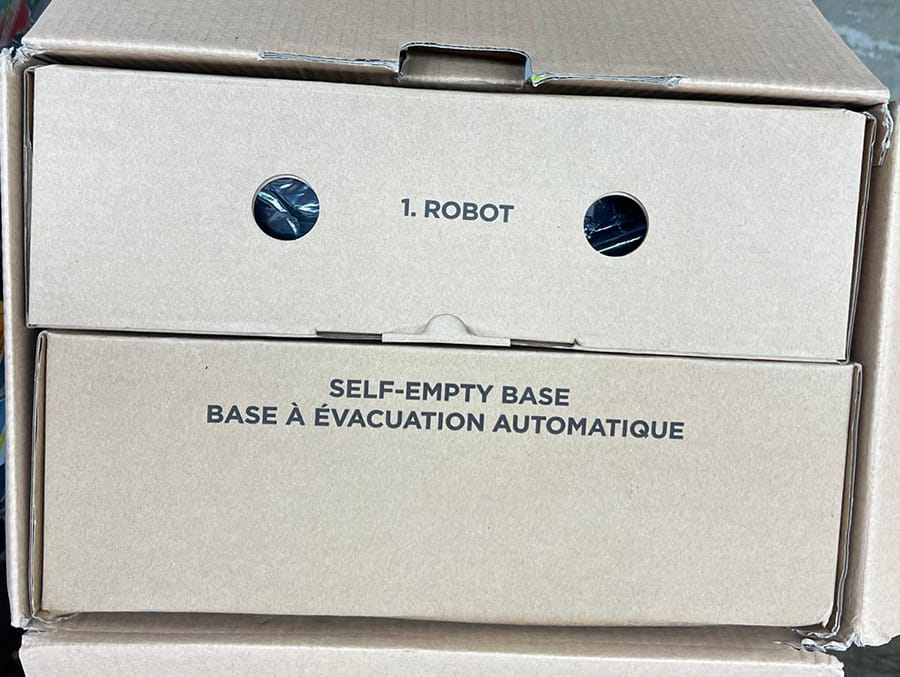 1. ROBOT
SELF-EMPTY BASE
BASE À ÉVACUATION AUTOMATIQUE